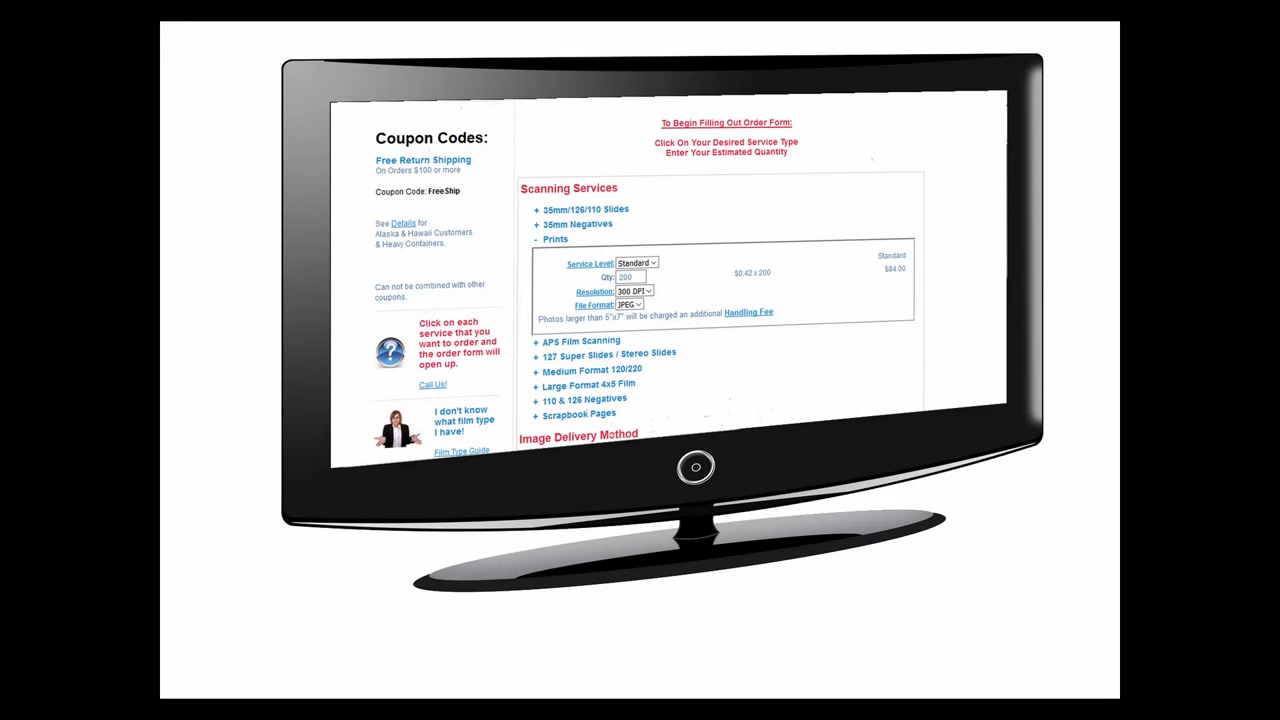 Coupon Codes:
Free Return Shipping
On Orders $100 or more
Coupon Code: FreeShip
See Details for
Alaska & Hawaii Customers
& Heavy Containers.
Can not be combined with other
coupons.
Click on each
service that you
want to order and
the order form will
open up.
Call Us!
I don't know
what film type
I have!
Film Type Guide
To Begin Filling Out Order Form:
Click On Your Desired Service Type
Enter Your Estimated Quantity
Scanning Services
+ 35mm/126/110 Slides
+ 35mm Negatives
- Prints
Standard
Service Level: Standard
Qty: 200
$0.42 x 200
$84.00
Resolution: 300 DPI
File Format: JPEG
Photos larger than 5"x7" will be charged an additional Handling Fee
+ APS Film Scanning
+ 127 Super Slides / Stereo Slides
+ Medium Format 120/220
+ Large Format 4x5 Film
+ 110 & 126 Negatives
+ Scrapbook Pages
Image Delivery Method